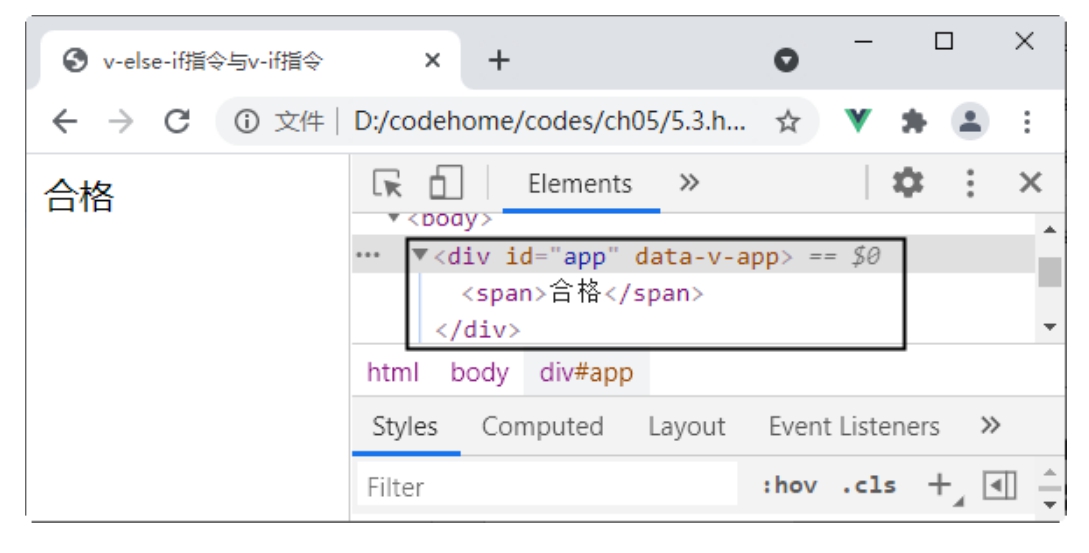 v-else-if指令与v-if指令
文件 | D:/codehome/codes/ch05/5.3.h...
合格
Elements
<body>
... ▼<div id="app" data-v-app> == $0
<span>合格</span>
</div>
html body div#app
Styles Computed Layout Event Listeners
Filter :hov .cls